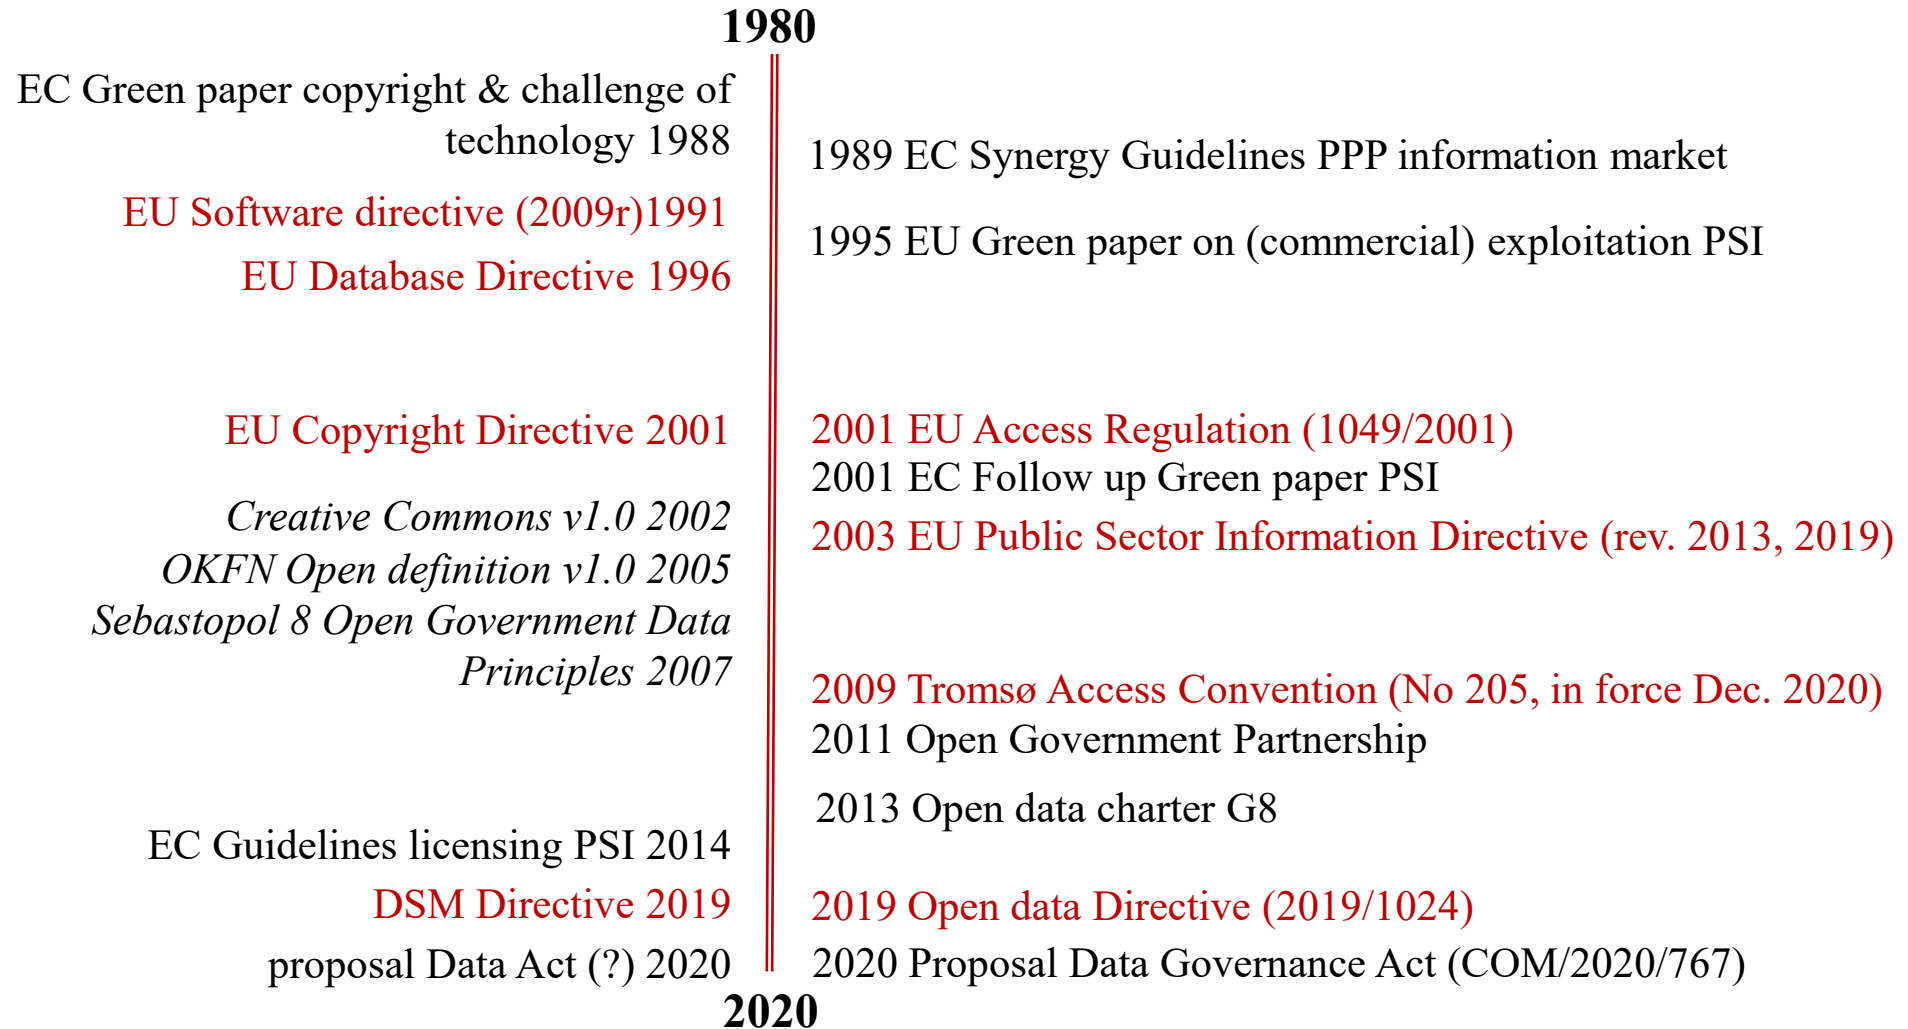 1980
EC Green paper copyright & challenge of
technology 1988
1989 EC Synergy Guidelines PPP information market
EU Software directive (2009r)1991
1995 EU Green paper on (commercial) exploitation PSI
EU Database Directive 1996
EU Copyright Directive 2001
2001 EU Access Regulation (1049/2001)
2001 EC Follow up Green paper PSI
Creative Commons v1.0 2002
2003 EU Public Sector Information Directive (rev. 2013, 2019)
OKFN Open definition v1.0 2005
Sebastopol 8 Open Government Data
Principles 2007
2009 Tromsø Access Convention (No 205, in force Dec. 2020)
2011 Open Government Partnership
2013 Open data charter G8
EC Guidelines licensing PSI 2014
DSM Directive 2019
2019 Open data Directive (2019/1024)
proposal Data Act (?) 2020
2020 Proposal Data Governance Act (COM/2020/767)
2020